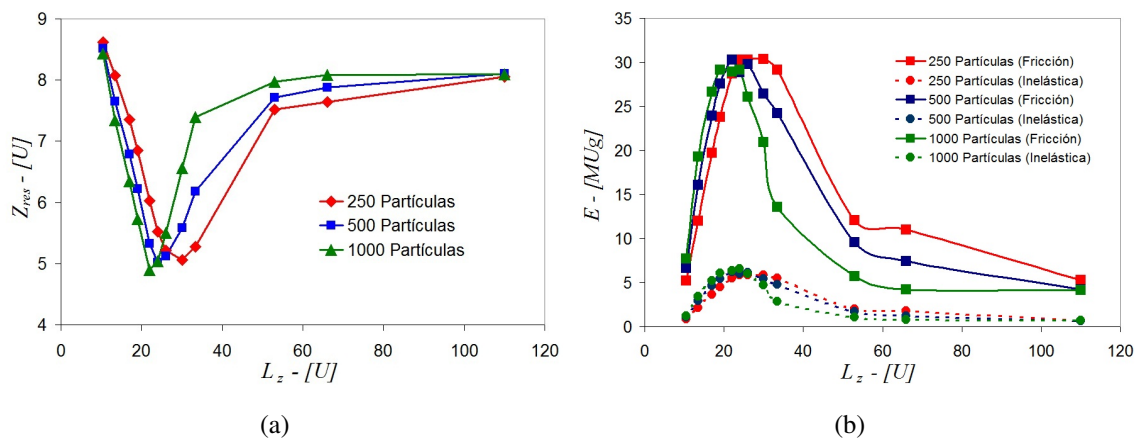 9
8
7
6
5
4
Z_res - [U]
0 20 40 60 80 100 120
L_z - [U]
250 Partículas
500 Partículas
1000 Partículas
(a)
35
30
25
20
15
10
5
0
E - [MUg]
0 20 40 60 80 100 120
L_z - [U]
250 Partículas (Fricción)
250 Partículas (Inelástica)
500 Partículas (Fricción)
500 Partículas (Inelástica)
1000 Partículas (Fricción)
1000 Partículas (Inelástica)
(b)